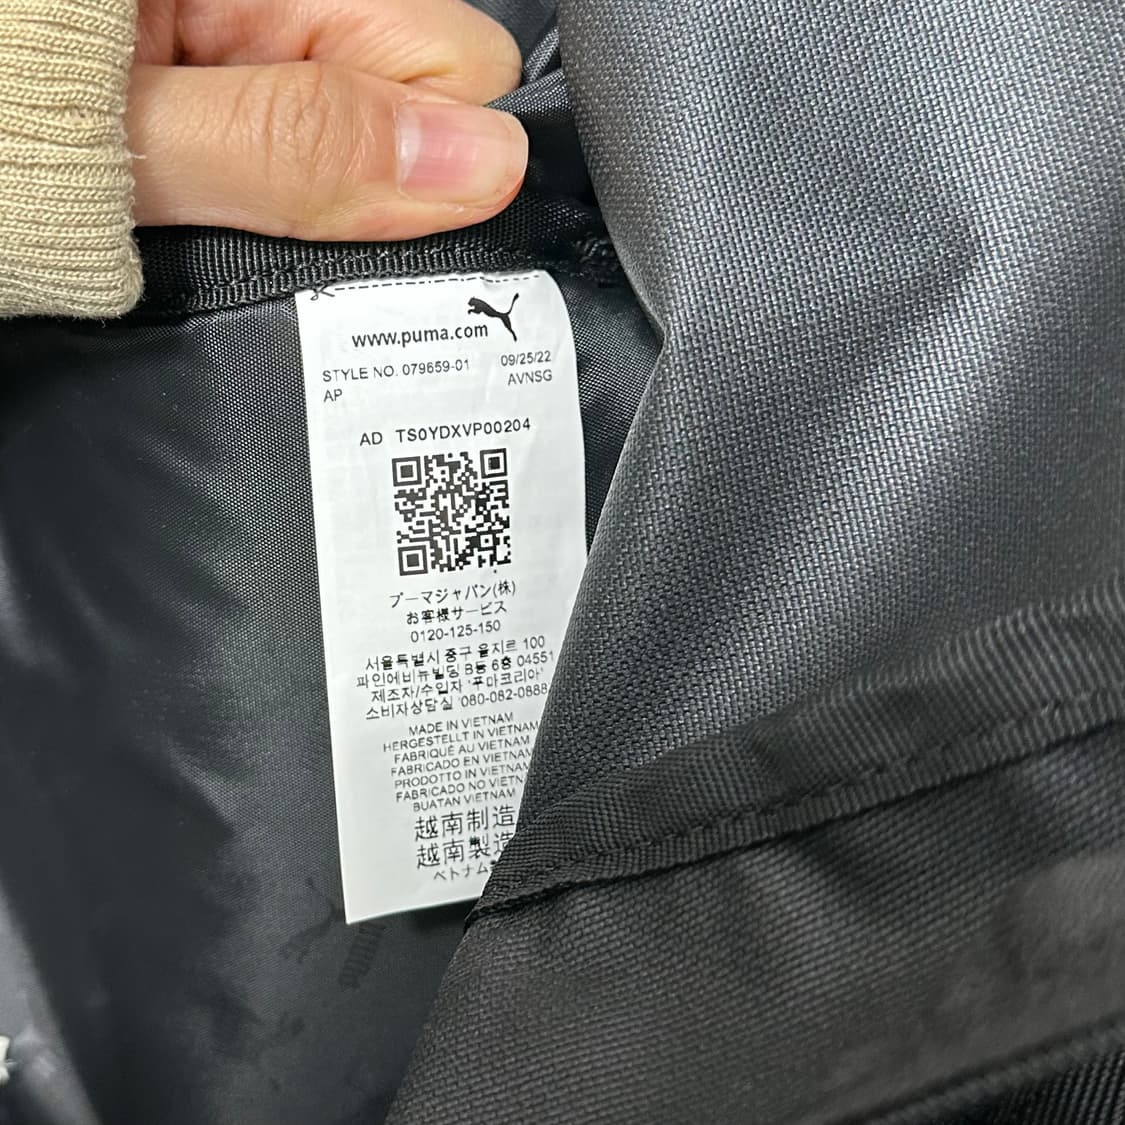 www.puma.com
STYLE NO. 079659-01 09/25/22
AP AVNSG
AD TS0YDXVP00204
プーマジャパン(株)
お客様サービス
0120-125-150
서울특별시 중구 을지로 100
파인에비뉴빌딩 B동 6층 04551
제조자/수입자 '푸마코리아'
소비자상담실 '080-082-0888
MADE IN VIETNAM
HERGESTELLT IN VIETNAM
FABRIQUÉ AU VIETNAM
FABRICADO EN VIETNAM
PRODOTTO IN VIETNAM
FABRICADO NO VIETN
BUATAN VIETNAM
越南制造
越南製造
ベトナム